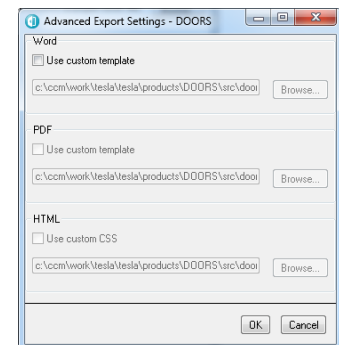 Advanced Export Settings - DOORS
Word
Use custom template
c:\ccm\work\tesla\tesla\products\DOORS\src\door
Browse...
PDF
Use custom template
c:\ccm\work\tesla\tesla\products\DOORS\src\door
Browse...
HTML
Use custom CSS
c:\ccm\work\tesla\tesla\products\DOORS\src\door
Browse...
OK Cancel